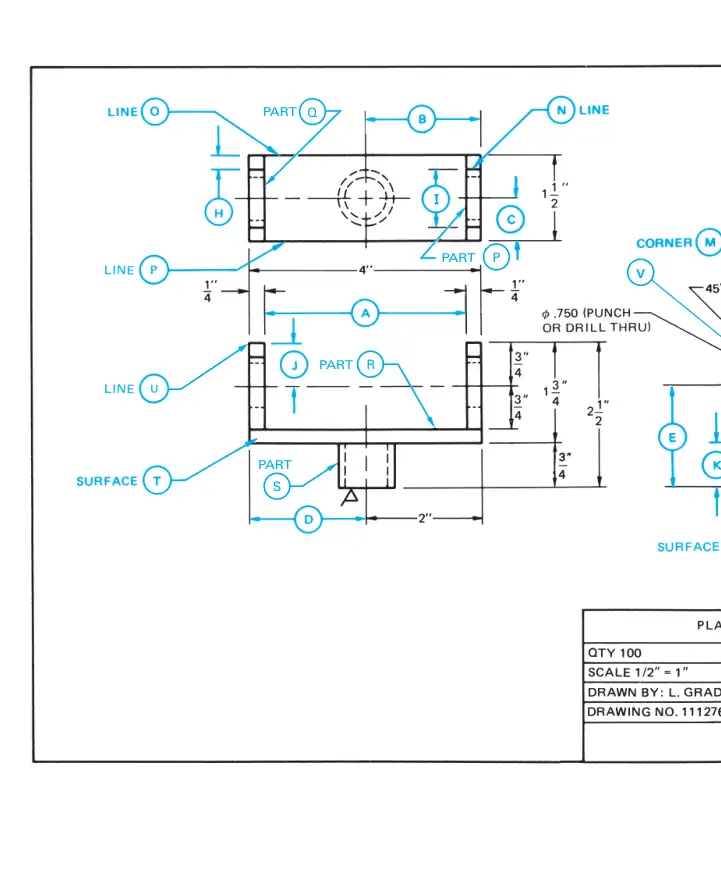 LINE O
PART Q
B
N LINE
H
I
C
1 1/2"
PART P
CORNER M
LINE P
4"
1/4"
1/4"
V
45°
A
⌀ .750 (PUNCH
OR DRILL THRU)
J
PART R
3/4"
3/4"
1 3/4"
2 1/2"
LINE U
E
K
SURFACE T
PART
S
3/4"
D
2"
SURFACE
PLA
QTY 100
SCALE 1/2" = 1"
DRAWN BY: L. GRAD
DRAWING NO. 111276